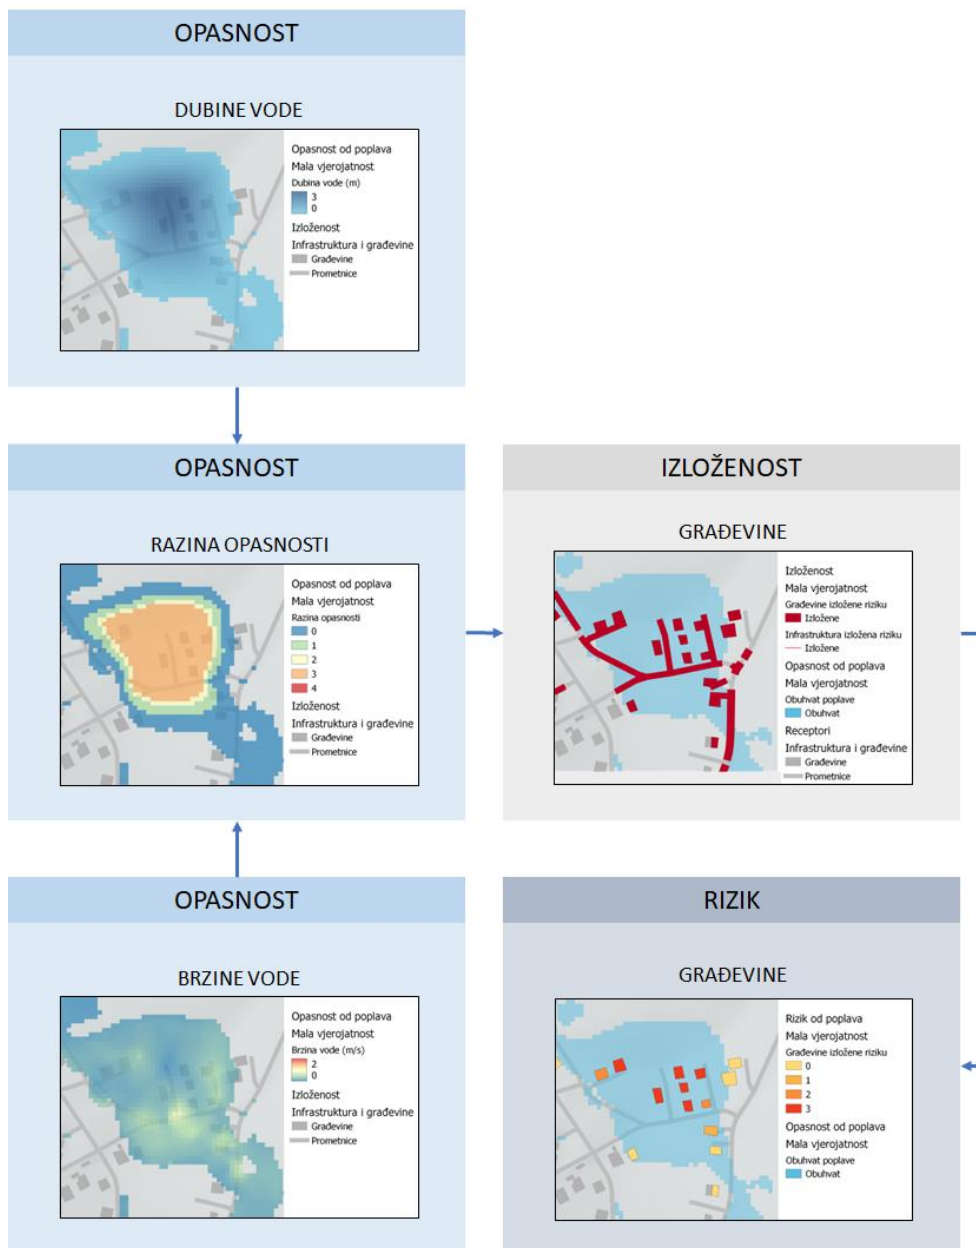 OPASNOST
DUBINE VODE
Opasnost od poplava
Mala vjerojatnost
Dubina vode (m)
3
0
Izloženost
Infrastruktura i građevine
Građevine
Prometnice
OPASNOST
RAZINA OPASNOSTI
Opasnost od poplava
Mala vjerojatnost
Razina opasnosti
0
1
2
3
4
Izloženost
Infrastruktura i građevine
Građevine
Prometnice
IZLOŽENOST
GRAĐEVINE
Izloženost
Mala vjerojatnost
Građevine izložene riziku
Izložene
Infrastruktura izložena riziku
Izložene
Opasnost od poplava
Mala vjerojatnost
Obuhvat poplave
Obuhvat
Receptori
Infrastruktura i građevine
Građevine
Prometnice
OPASNOST
BRZINE VODE
Opasnost od poplava
Mala vjerojatnost
Brzina vode (m/s)
2
0
Izloženost
Infrastruktura i građevine
Građevine
Prometnice
RIZIK
GRAĐEVINE
Rizik od poplava
Mala vjerojatnost
Građevine izložene riziku
0
1
2
3
Opasnost od poplava
Mala vjerojatnost
Obuhvat poplave
Obuhvat